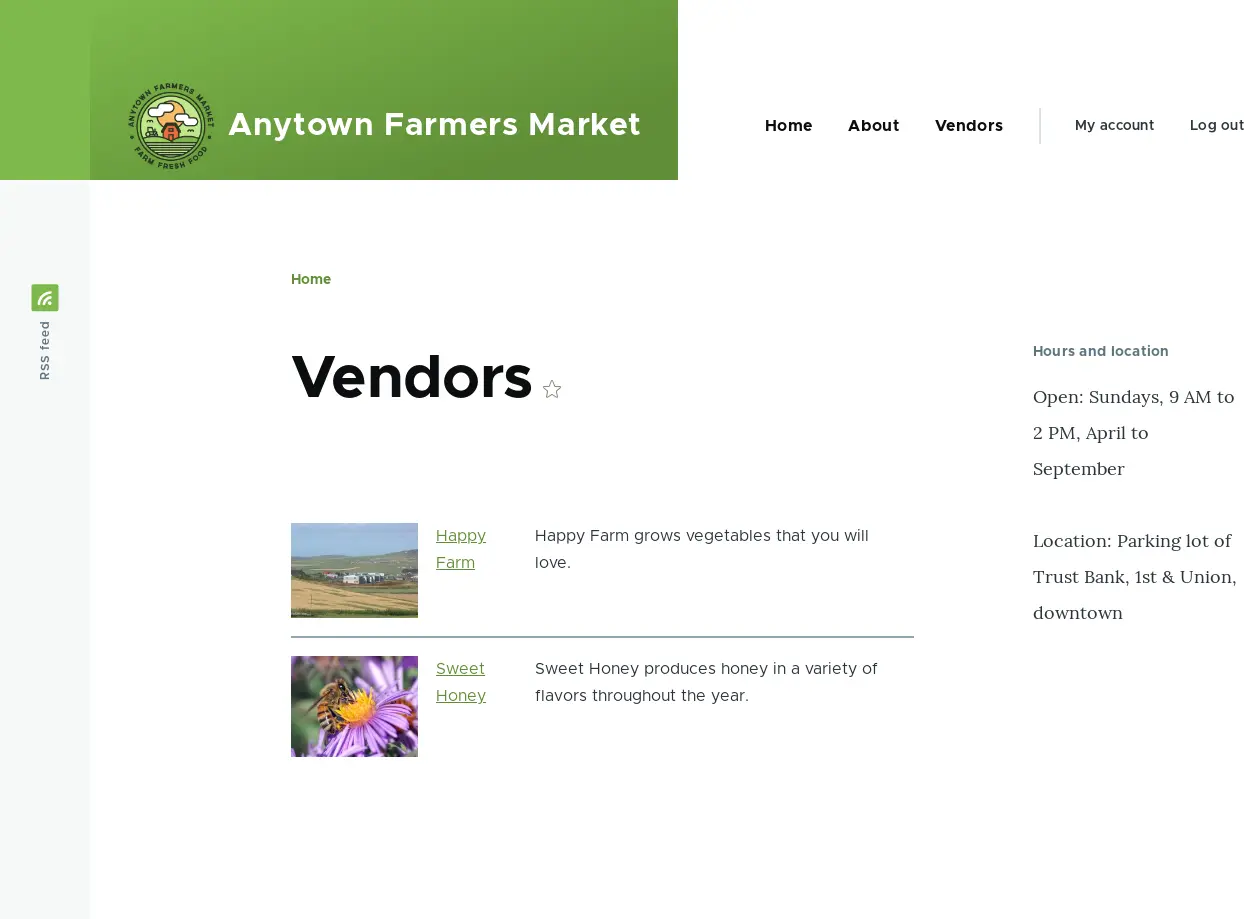 ANYTOWN FARMERS MARKET
FARM FRESH FOOD
Anytown Farmers Market
Home
About
Vendors
My account
Log out
RSS feed
Home
Vendors
Happy
Farm
Happy Farm grows vegetables that you will
love.
Sweet
Honey
Sweet Honey produces honey in a variety of
flavors throughout the year.
Hours and location
Open: Sundays, 9 AM to
2 PM, April to
September
Location: Parking lot of
Trust Bank, 1st & Union,
downtown